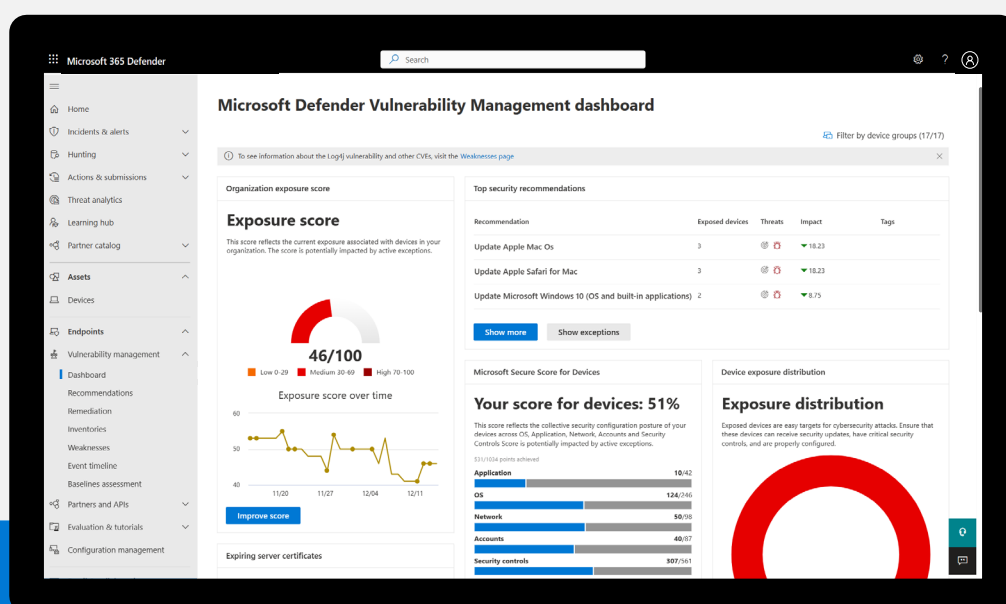 Microsoft 365 Defender
Search
?
Home
Incidents & alerts
Hunting
Actions & submissions
Threat analytics
Learning hub
Partner catalog
Assets
Devices
Endpoints
Vulnerability management
Dashboard
Recommendations
Remediation
Inventories
Weaknesses
Event timeline
Baselines assessment
Partners and APIs
Evaluation & tutorials
Configuration management
Microsoft Defender Vulnerability Management dashboard
Filter by device groups (17/17)
To see information about the Log4j vulnerability and other CVEs, visit the Weaknesses page
Organization exposure score
Exposure score
This score reflects the current exposure associated with devices in your
organization. The score is potentially impacted by active exceptions.
46/100
Low 0-29 Medium 30-69 High 70-100
Exposure score over time
60
50
40
11/20 11/27 12/04 12/11
Improve score
Expiring server certificates
Top security recommendations
Recommendation Exposed devices Threats Impact Tags
Update Apple Mac Os 3 18.23
Update Apple Safari for Mac 3 18.23
Update Microsoft Windows 10 (OS and built-in applications) 2 8.75
Show more Show exceptions
Microsoft Secure Score for Devices
Your score for devices: 51%
This score reflects the collective security configuration posture of your
devices across OS, Application, Network, Accounts and Security
Controls Score is potentially impacted by active exceptions.
531/1034 points achieved
Application 10/42
OS 124/246
Network 50/98
Accounts 40/87
Security controls 307/561
Device exposure distribution
Exposure distribution
Exposed devices are easy targets for cybersecurity attacks. Ensure that
these devices can receive security updates, have critical security
controls, and are properly configured.